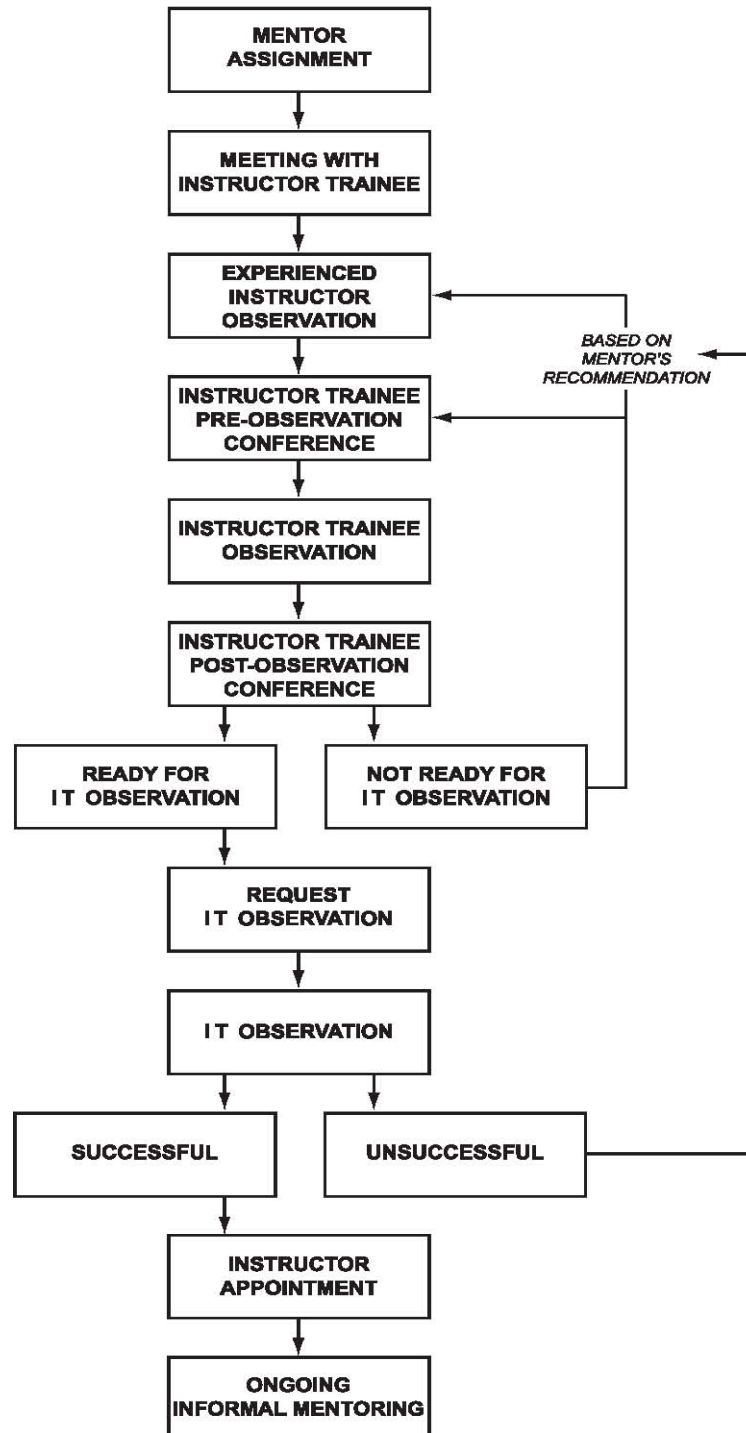 MENTOR
ASSIGNMENT
MEETING WITH
INSTRUCTOR TRAINEE
EXPERIENCED
INSTRUCTOR
OBSERVATION
BASED ON
MENTOR'S
RECOMMENDATION
INSTRUCTOR TRAINEE
PRE-OBSERVATION
CONFERENCE
INSTRUCTOR TRAINEE
OBSERVATION
INSTRUCTOR TRAINEE
POST-OBSERVATION
CONFERENCE
READY FOR
IT OBSERVATION
NOT READY FOR
IT OBSERVATION
REQUEST
IT OBSERVATION
IT OBSERVATION
SUCCESSFUL
UNSUCCESSFUL
INSTRUCTOR
APPOINTMENT
ONGOING
INFORMAL MENTORING